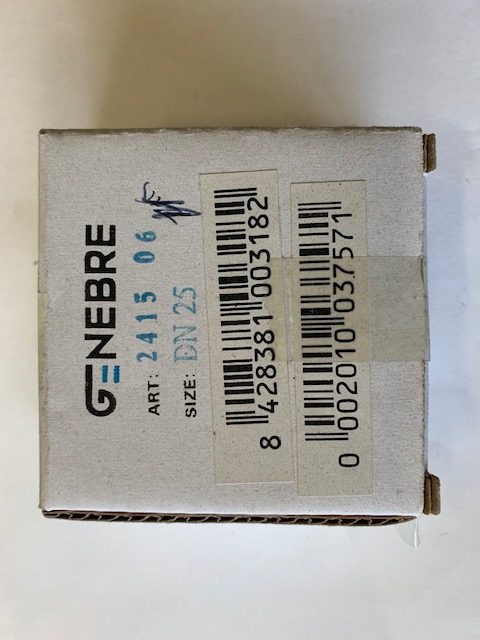 GENEBRE
ART: 2415 06
SIZE: DN 25
8 428381 003182
0 002010 037571